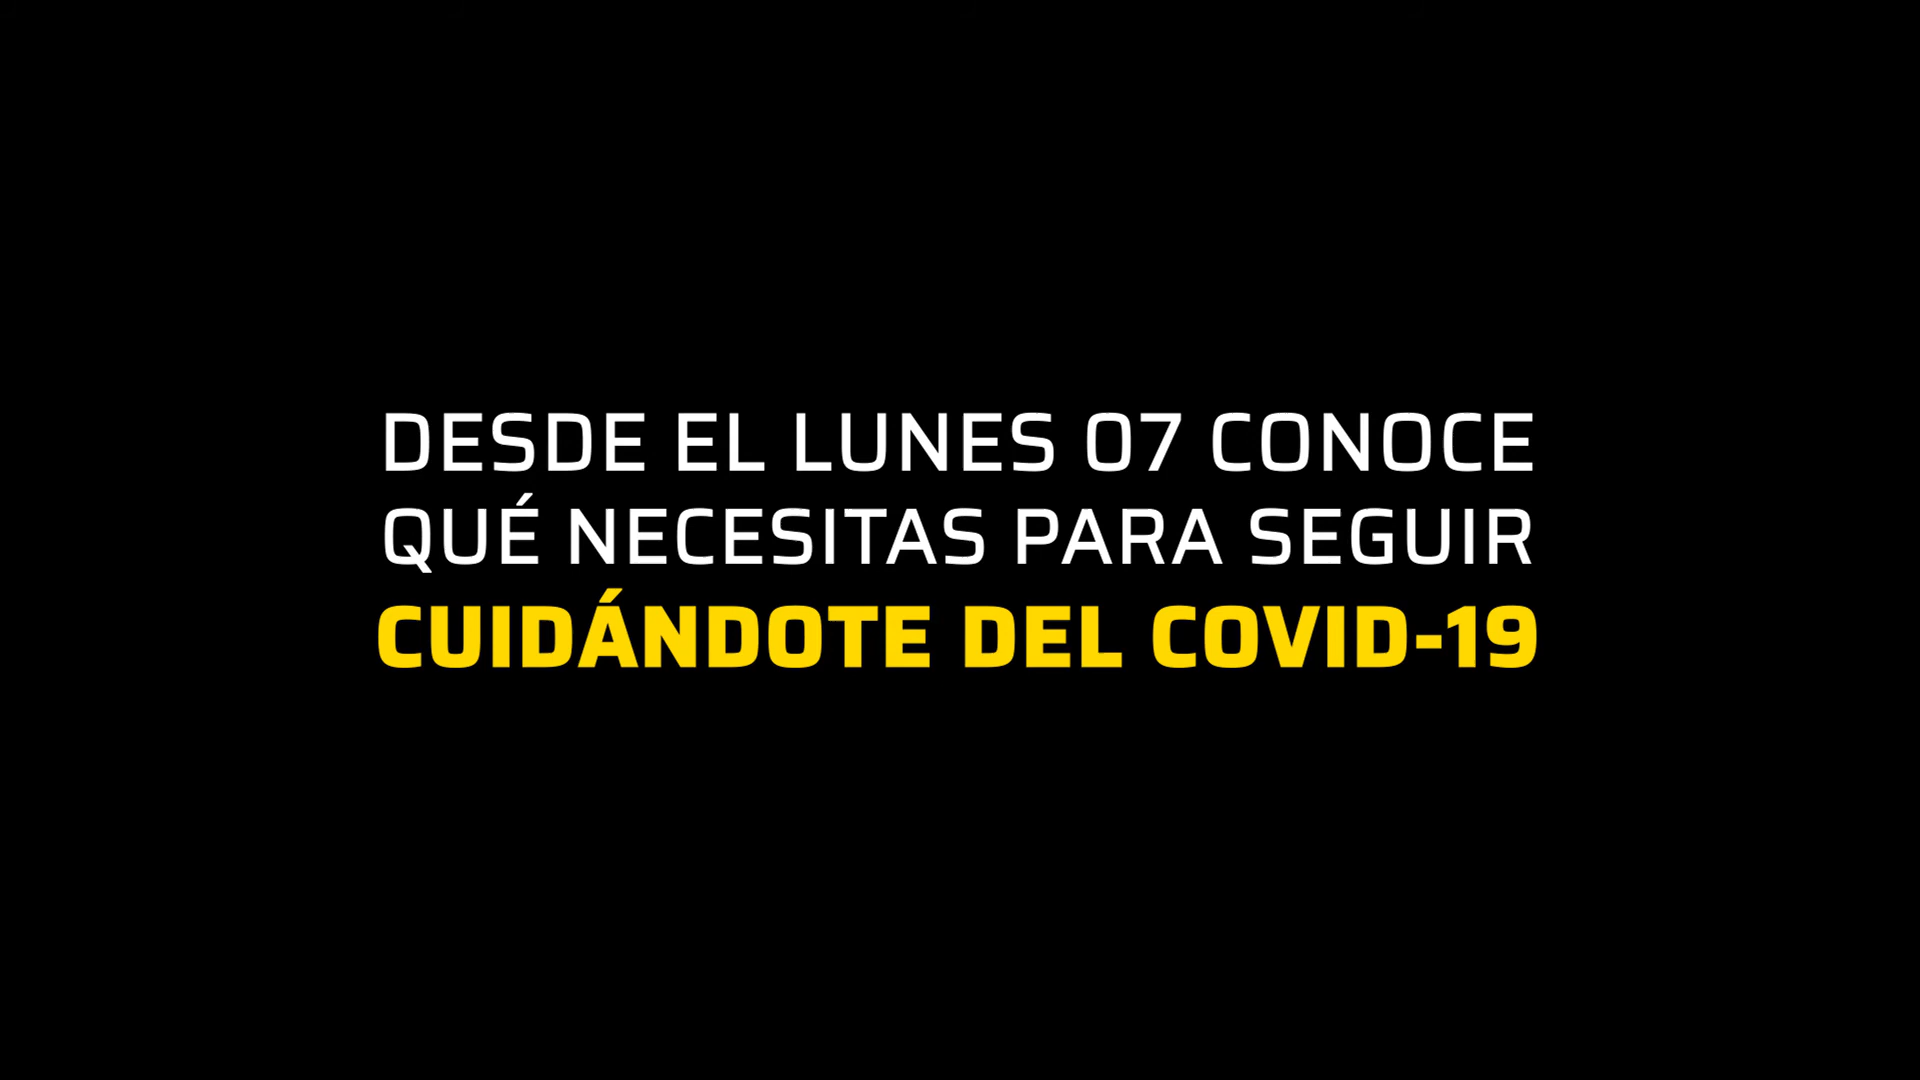 DESDE EL LUNES 07 CONOCE
QUÉ NECESITAS PARA SEGUIR
CUIDÁNDOTE DEL COVID-19